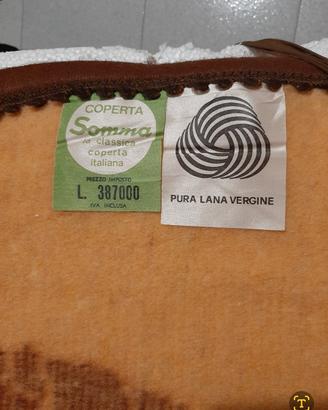 COPERTA
Somma
la classica
coperta
italiana
PREZZO IMPOSTO
L. 387000
IVA INCLUSA
PURA LANA VERGINE
T